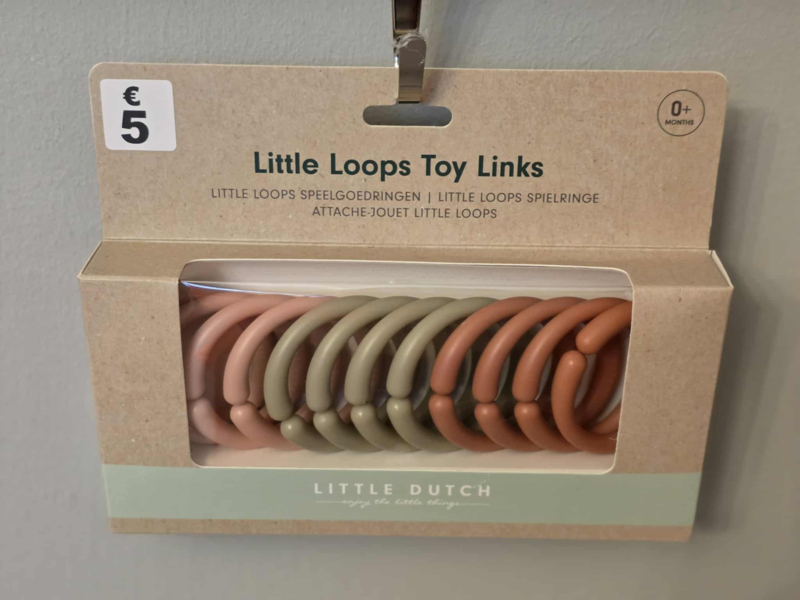 €
5
0+
MONTHS
Little Loops Toy Links
LITTLE LOOPS SPEELGOEDRINGEN | LITTLE LOOPS SPIELRINGE
ATTACHE-JOUET LITTLE LOOPS
LITTLE DUTCH
enjoy the little things